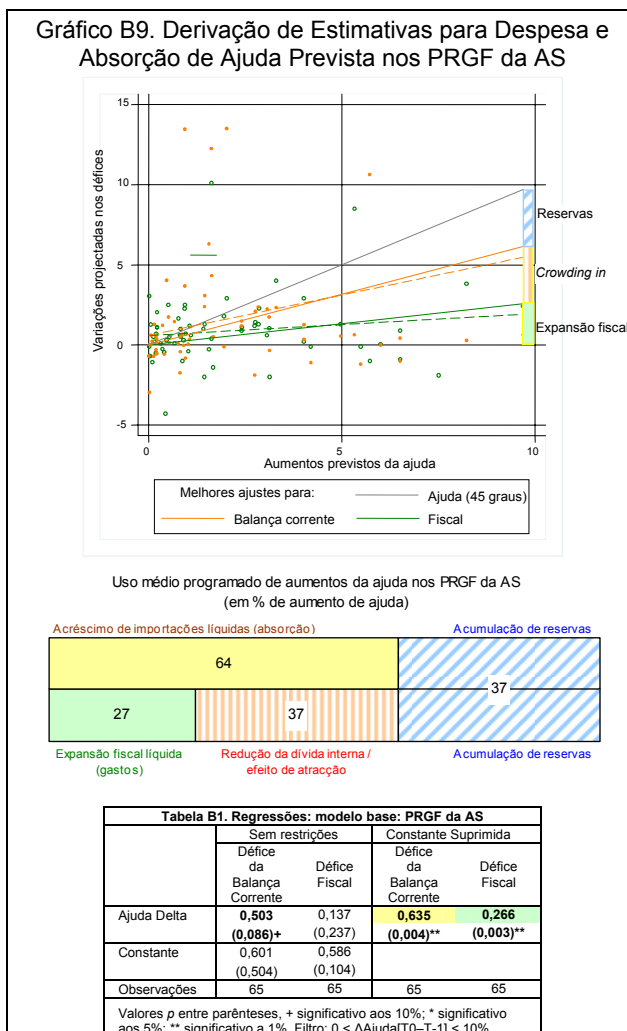 Gráfico B9. Derivação de Estimativas para Despesa e
Absorção de Ajuda Prevista nos PRGF da AS
15
10
5
0
-5
Variações projectadas nos défices
Reservas
Crowding in
Expansão fiscal
0
5
10
Aumentos previstos da ajuda
Melhores ajustes para:
Ajuda (45 graus)
Balança corrente
Fiscal
Uso médio programado de aumentos da ajuda nos PRGF da AS
(em % de aumento de ajuda)
Acréscimo de importações líquidas (absorção)
Acumulação de reservas
64
37
27
37
Expansão fiscal líquida
(gastos)
Redução da dívida interna /
efeito de atracção
Acumulação de reservas
Tabela B1. Regressões: modelo base: PRGF da AS
Sem restrições Constante Suprimida
Défice da Balança Corrente Défice Fiscal Défice da Balança Corrente Défice Fiscal
Ajuda Delta 0,503 0,137 0,635 0,266
(0,086)+ (0,237) (0,004)** (0,003)**
Constante 0,601 0,586
(0,504) (0,104)
Observações 65 65 65 65
Valores p entre parênteses, + significativo aos 10%; * significativo
aos 5%; ** significativo a 1%. Filtro: 0 < ΔAjuda[T0–T-1] < 10%